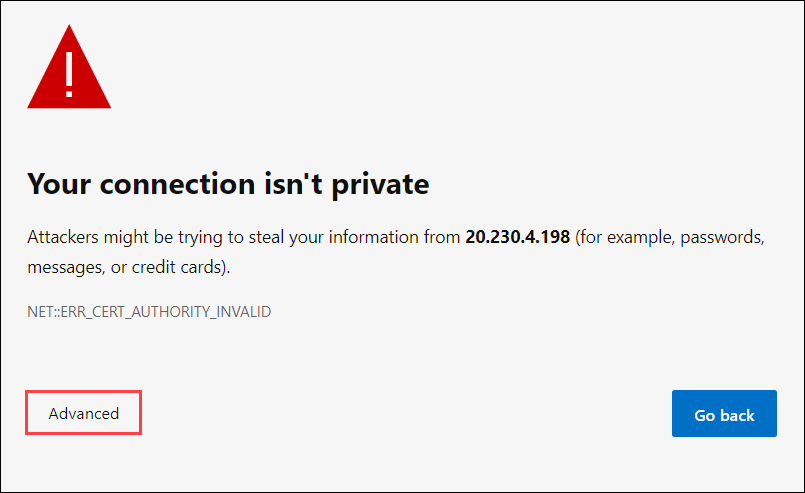 Your connection isn't private
Attackers might be trying to steal your information from 20.230.4.198 (for example, passwords,
messages, or credit cards).
NET::ERR_CERT_AUTHORITY_INVALID
Advanced
Go back